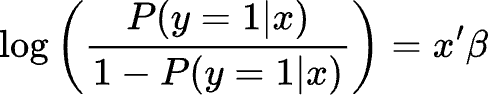 log ( P(y = 1|x) / 1 − P(y = 1|x) ) = x′β